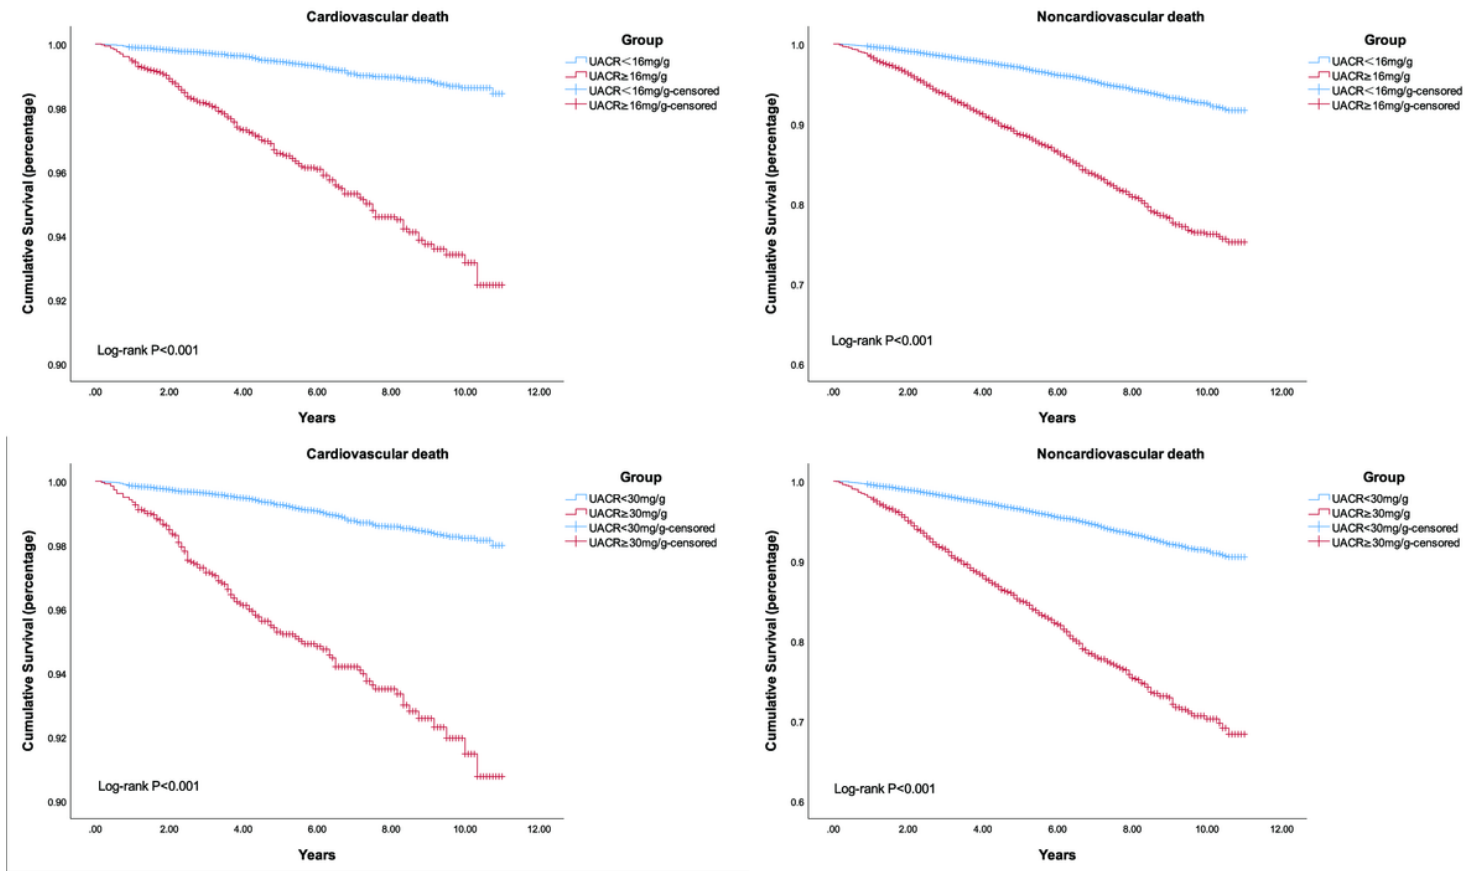 Cardiovascular death
Cumulative Survival (percentage)
1.00
0.98
0.96
0.94
0.92
0.90
Group
UACR<16mg/g
UACR≥16mg/g
UACR<16mg/g-censored
UACR≥16mg/g-censored
Log-rank P<0.001
.00 2.00 4.00 6.00 8.00 10.00 12.00
Years
Noncardiovascular death
Cumulative Survival (percentage)
1.0
0.9
0.8
0.7
0.6
Group
UACR<16mg/g
UACR≥16mg/g
UACR<16mg/g-censored
UACR≥16mg/g-censored
Log-rank P<0.001
.00 2.00 4.00 6.00 8.00 10.00 12.00
Years
Cardiovascular death
Cumulative Survival (percentage)
1.00
0.98
0.96
0.94
0.92
0.90
Group
UACR<30mg/g
UACR≥30mg/g
UACR<30mg/g-censored
UACR≥30mg/g-censored
Log-rank P<0.001
.00 2.00 4.00 6.00 8.00 10.00 12.00
Years
Noncardiovascular death
Cumulative Survival (percentage)
1.0
0.9
0.8
0.7
0.6
Group
UACR<30mg/g
UACR≥30mg/g
UACR<30mg/g-censored
UACR≥30mg/g-censored
Log-rank P<0.001
.00 2.00 4.00 6.00 8.00 10.00 12.00
Years